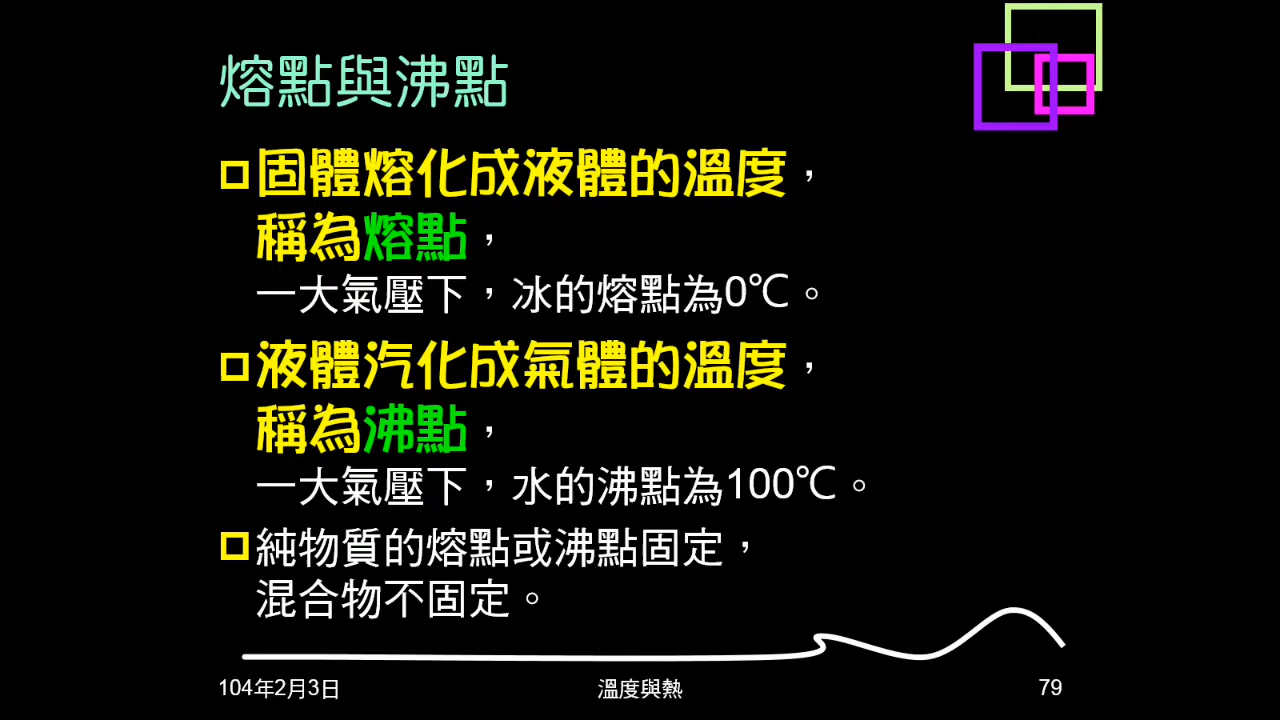 熔點與沸點
固體熔化成液體的溫度，
稱為熔點，
一大氣壓下，冰的熔點為0℃。
液體汽化成氣體的溫度，
稱為沸點，
一大氣壓下，水的沸點為100℃。
純物質的熔點或沸點固定，
混合物不固定。
104年2月3日
溫度與熱
79